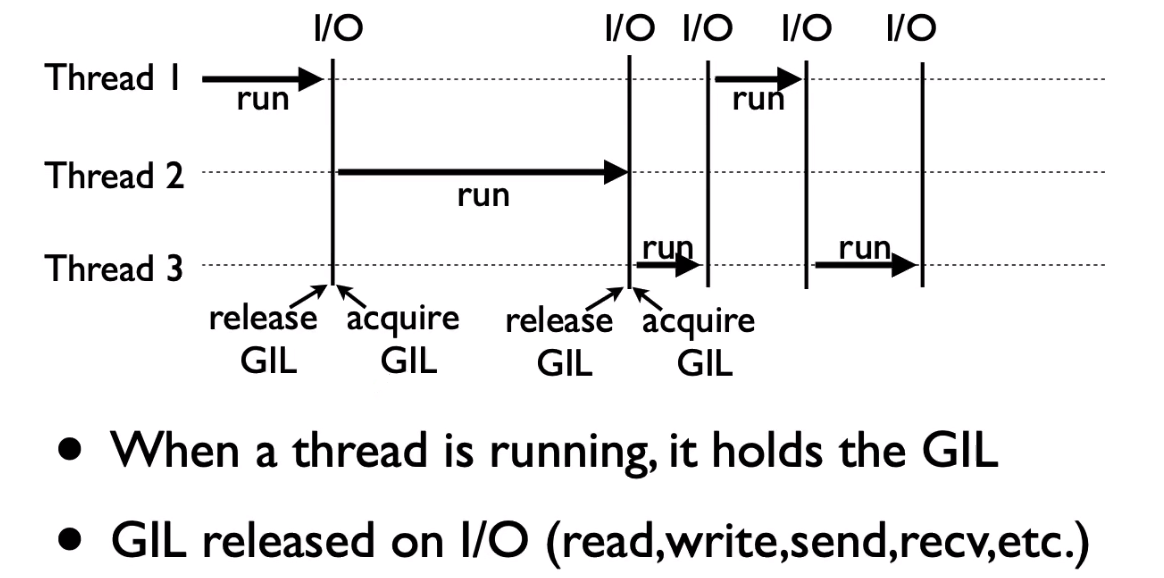 I/O I/O I/O I/O I/O
Thread 1
run run
Thread 2
run
run run
Thread 3
release acquire release acquire
GIL GIL GIL GIL
• When a thread is running, it holds the GIL
• GIL released on I/O (read,write,send,recv,etc.)